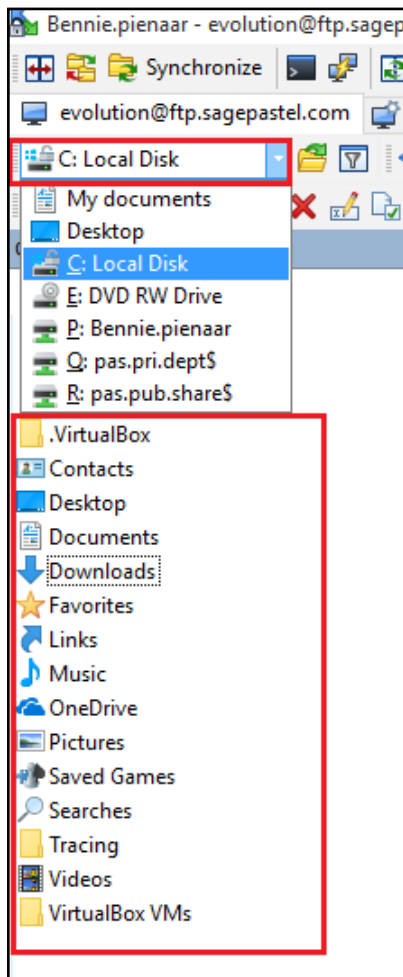 Bennie.pienaar - evolution@ftp.sagep
Synchronize
evolution@ftp.sagepastel.com
C: Local Disk
My documents
Desktop
C: Local Disk
E: DVD RW Drive
P: Bennie.pienaar
Q: pas.pri.dept$
R: pas.pub.share$
.VirtualBox
Contacts
Desktop
Documents
Downloads
Favorites
Links
Music
OneDrive
Pictures
Saved Games
Searches
Tracing
Videos
VirtualBox VMs